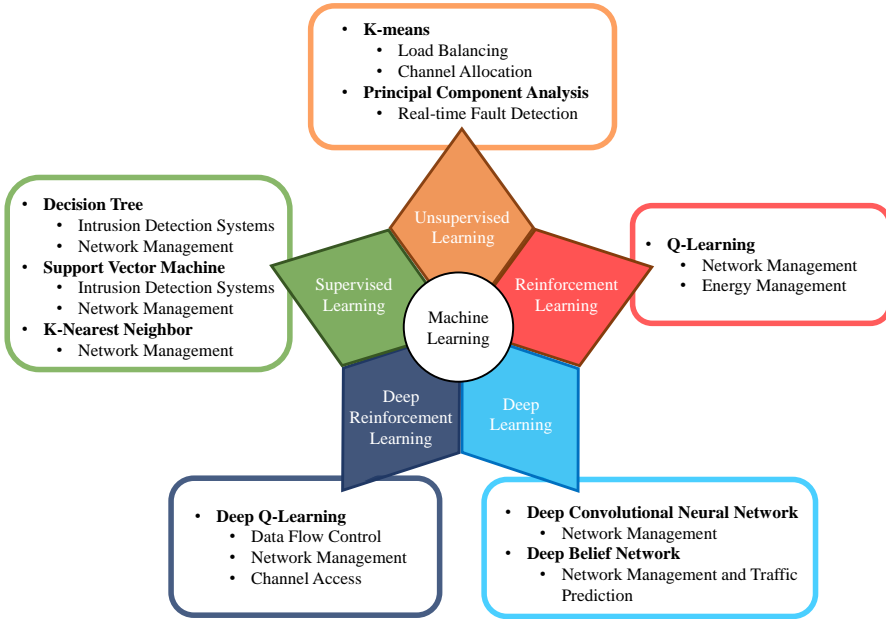 • K-means
• Load Balancing
• Channel Allocation
• Principal Component Analysis
• Real-time Fault Detection
Unsupervised
Learning
• Decision Tree
• Intrusion Detection Systems
• Network Management
• Support Vector Machine
• Intrusion Detection Systems
• Network Management
• K-Nearest Neighbor
• Network Management
Supervised
Learning
Machine
Learning
Reinforcement
Learning
• Q-Learning
• Network Management
• Energy Management
Deep
Reinforcement
Learning
Deep
Learning
• Deep Q-Learning
• Data Flow Control
• Network Management
• Channel Access
• Deep Convolutional Neural Network
• Network Management
• Deep Belief Network
• Network Management and Traffic
Prediction